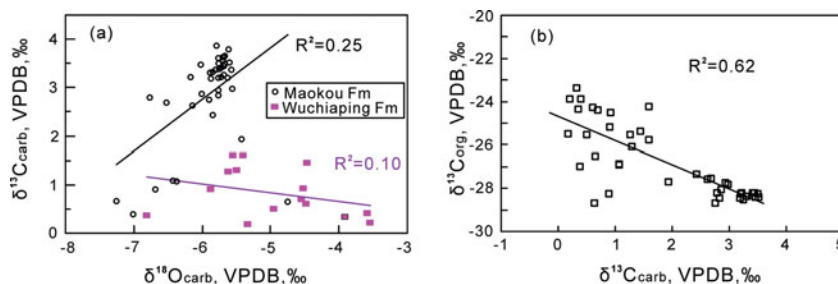 (a)
R²=0.25
Maokou Fm
Wuchiaping Fm
R²=0.10
δ¹³Ccarb, VPDB,‰
4
3
2
1
0
-8 -7 -6 -5 -4 -3
δ¹⁸Ocarb, VPDB,‰
(b)
R²=0.62
δ¹³Corg, VPDB,‰
-20
-22
-24
-26
-28
-30
-1 0 1 2 3 4 5
δ¹³Ccarb, VPDB,‰